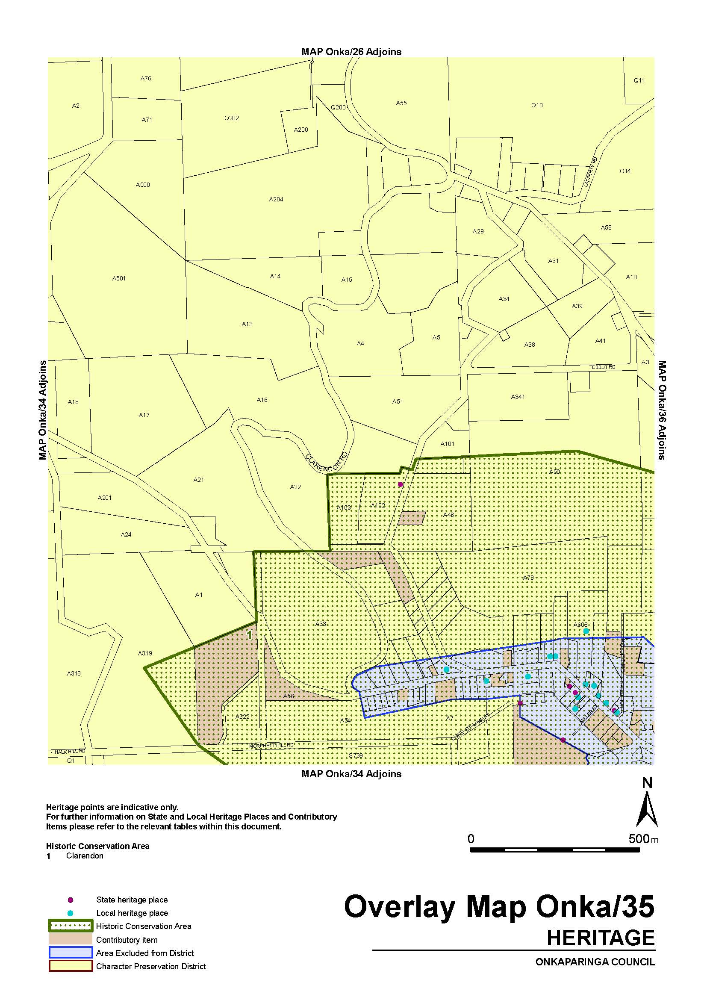 MAP Onka/26 Adjoins
A76
Q11
A2
Q203
A55
Q10
A71
Q202
A200
LAFFERTY RD
Q14
A500
A204
A58
A29
A31
A501
A14
A15
A10
A34
A39
A13
A4
A5
A38
A41
A3
TEBBUT RD
MAP Onka/34 Adjoins
MAP Onka/36 Adjoins
A18
A17
A16
A51
A341
A101
CLARENDON RD
A50
A21
A22
A201
A103
A102
A48
A24
A1
A70
A33
A608
1
A319
A318
A56
A322
A54
A7
LUKE ST
MILLER ST
MORPHETT HILL RD
CHALK HILL RD
Q1
S739
MAP Onka/34 Adjoins
N
Heritage points are indicative only.
For further information on State and Local Heritage Places and Contributory
Items please refer to the relevant tables within this document.
0 500m
Historic Conservation Area
1 Clarendon
State heritage place
Local heritage place
Historic Conservation Area
Contributory item
Area Excluded from District
Character Preservation District
Overlay Map Onka/35
HERITAGE
ONKAPARINGA COUNCIL